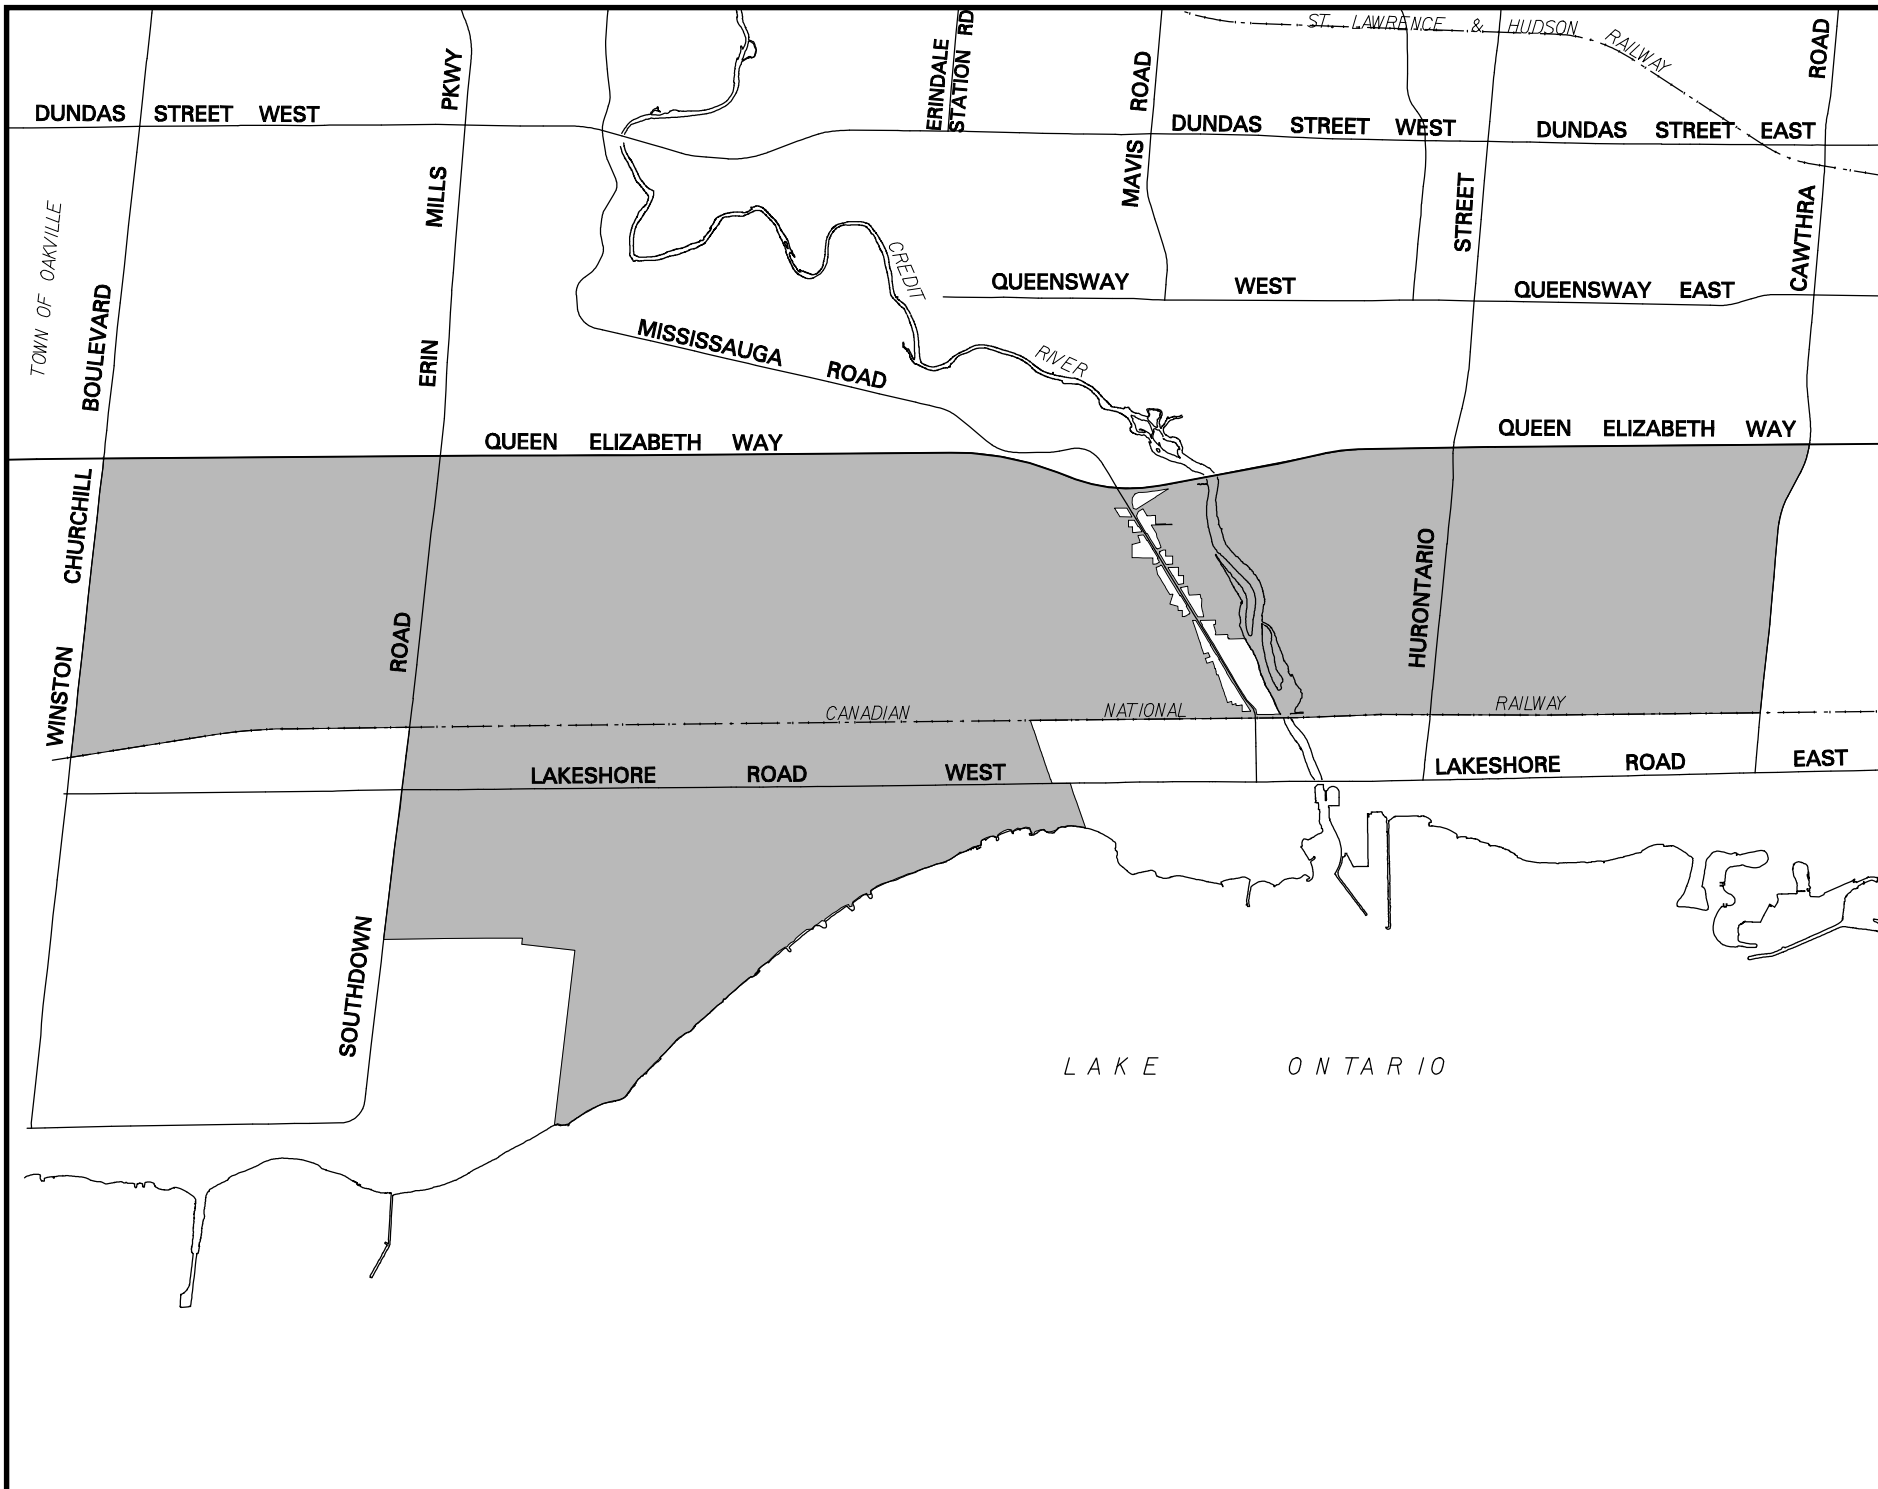 ST. LAWRENCE & HUDSON RAILWAY
DUNDAS STREET WEST
PKWY
ERINDALE
STATION RD
ROAD
ROAD
DUNDAS STREET WEST
DUNDAS STREET EAST
TOWN OF OAKVILLE
MILLS
MAVIS
STREET
CAWTHRA
CREDIT
QUEENSWAY WEST
QUEENSWAY EAST
BOULEVARD
ERIN
MISSISSAUGA ROAD
RIVER
QUEEN ELIZABETH WAY
QUEEN ELIZABETH WAY
CHURCHILL
HURONTARIO
WINSTON
ROAD
CANADIAN NATIONAL RAILWAY
LAKESHORE ROAD WEST
LAKESHORE ROAD EAST
SOUTHDOWN
LAKE ONTARIO